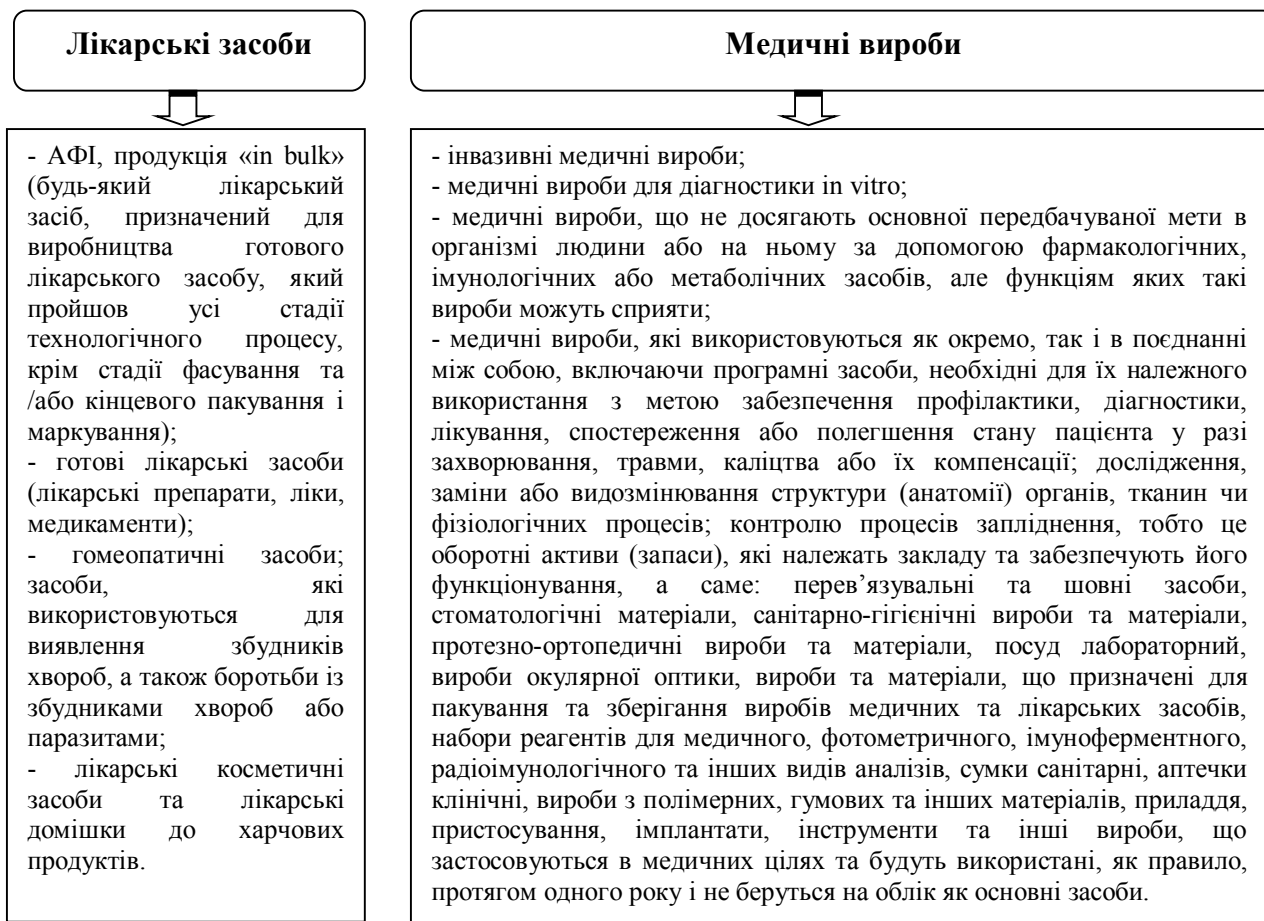 Лікарські засоби
- АФІ, продукція «in bulk»
(будь-який лікарський
засіб, призначений для
виробництва готового
лікарського засобу, який
пройшов усі стадії
технологічного процесу,
крім стадії фасування та
/або кінцевого пакування і
маркування);
- готові лікарські засоби
(лікарські препарати, ліки,
медикаменти);
- гомеопатичні засоби;
засоби, які
використовуються для
виявлення збудників
хвороб, а також боротьби із
збудниками хвороб або
паразитами;
- лікарські косметичні
засоби та лікарські
домішки до харчових
продуктів.
Медичні вироби
- інвазивні медичні вироби;
- медичні вироби для діагностики in vitro;
- медичні вироби, що не досягають основної передбачуваної мети в
організмі людини або на ньому за допомогою фармакологічних,
імунологічних або метаболічних засобів, але функціям яких такі
вироби можуть сприяти;
- медичні вироби, які використовуються як окремо, так і в поєднанні
між собою, включаючи програмні засоби, необхідні для їх належного
використання з метою забезпечення профілактики, діагностики,
лікування, спостереження або полегшення стану пацієнта у разі
захворювання, травми, каліцтва або їх компенсації; дослідження,
заміни або видозмінювання структури (анатомії) органів, тканин чи
фізіологічних процесів; контролю процесів запліднення, тобто це
оборотні активи (запаси), які належать закладу та забезпечують його
функціонування, а саме: перев’язувальні та шовні засоби,
стоматологічні матеріали, санітарно-гігієнічні вироби та матеріали,
протезно-ортопедичні вироби та матеріали, посуд лабораторний,
вироби окулярної оптики, вироби та матеріали, що призначені для
пакування та зберігання виробів медичних та лікарських засобів,
набори реагентів для медичного, фотометричного, імуноферментного,
радіоімунологічного та інших видів аналізів, сумки санітарні, аптечки
клінічні, вироби з полімерних, гумових та інших матеріалів, приладдя,
пристосування, імплантати, інструменти та інші вироби, що
застосовуються в медичних цілях та будуть використані, як правило,
протягом одного року і не беруться на облік як основні засоби.